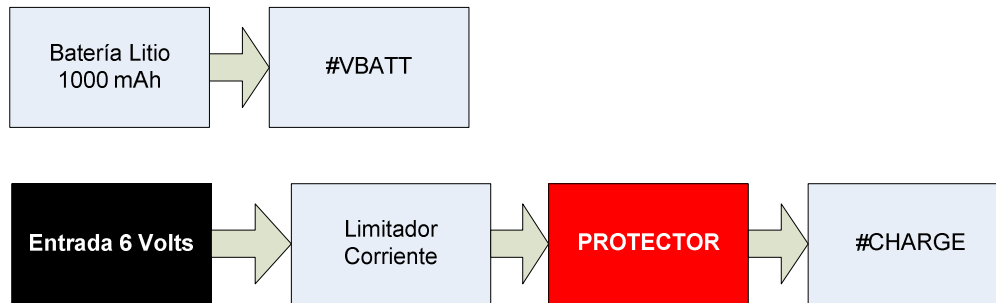 Batería Litio
1000 mAh
#VBATT
Entrada 6 Volts
Limitador
Corriente
PROTECTOR
#CHARGE